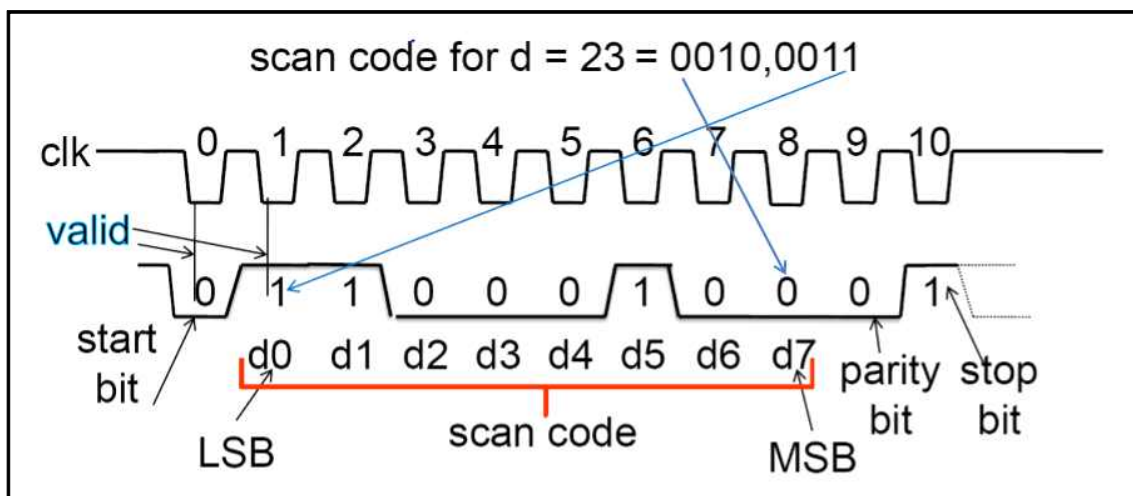 scan code for d = 23 = 0010,0011
clk 0 1 2 3 4 5 6 7 8 9 10
valid
0 1 1 0 0 0 1 0 0 0 1
start bit
d0 d1 d2 d3 d4 d5 d6 d7
parity bit
stop bit
scan code
LSB
MSB